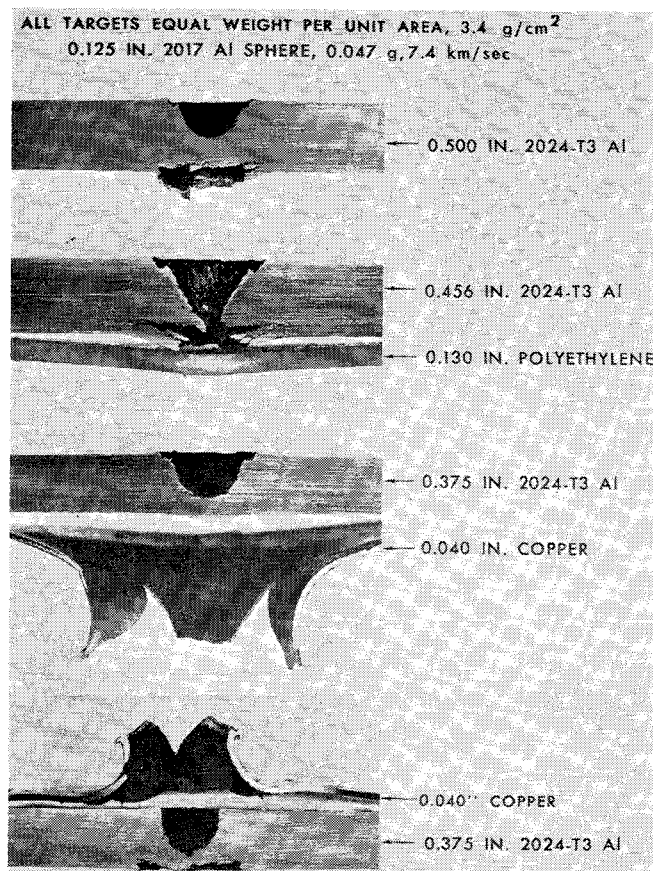 ALL TARGETS EQUAL WEIGHT PER UNIT AREA, 3.4 g/cm²
0.125 IN. 2017 Al SPHERE, 0.047 g, 7.4 km/sec
0.500 IN. 2024-T3 Al
0.456 IN. 2024-T3 Al
0.130 IN. POLYETHYLENE
0.375 IN. 2024-T3 Al
0.040 IN. COPPER
0.040'' COPPER
0.375 IN. 2024-T3 Al